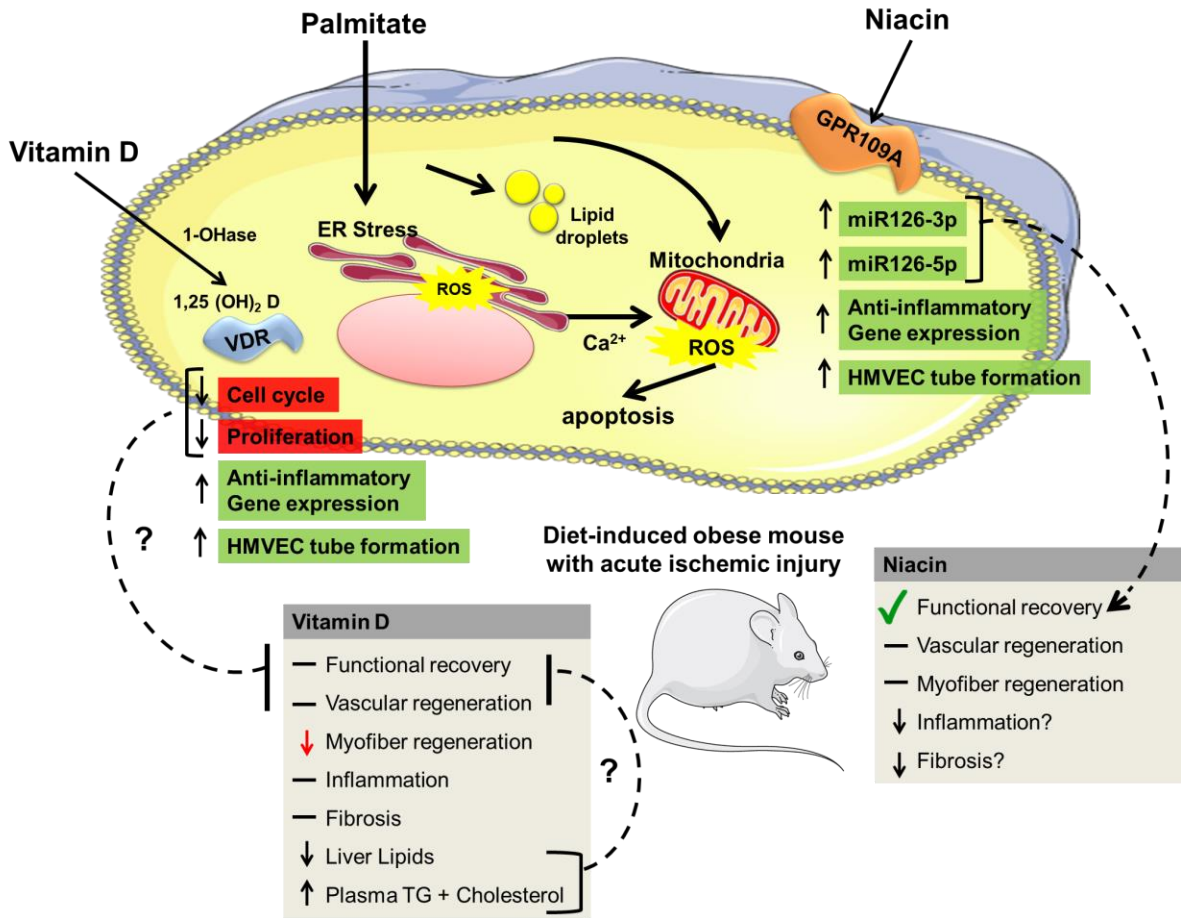 Palmitate
Niacin
Vitamin D
GPR109A
1-OHase
1,25 (OH)₂ D
VDR
ER Stress
ROS
Lipid
droplets
Mitochondria
ROS
Ca²⁺
apoptosis
↑ miR126-3p
↑ miR126-5p
↑ Anti-inflammatory
Gene expression
↑ HMVEC tube formation
↓ Cell cycle
↓ Proliferation
↑ Anti-inflammatory
Gene expression
↑ HMVEC tube formation
?
Diet-induced obese mouse
with acute ischemic injury
Vitamin D
– Functional recovery
– Vascular regeneration
↓ Myofiber regeneration
– Inflammation
– Fibrosis
↓ Liver Lipids
↑ Plasma TG + Cholesterol
?
Niacin
✓ Functional recovery
– Vascular regeneration
– Myofiber regeneration
↓ Inflammation?
↓ Fibrosis?